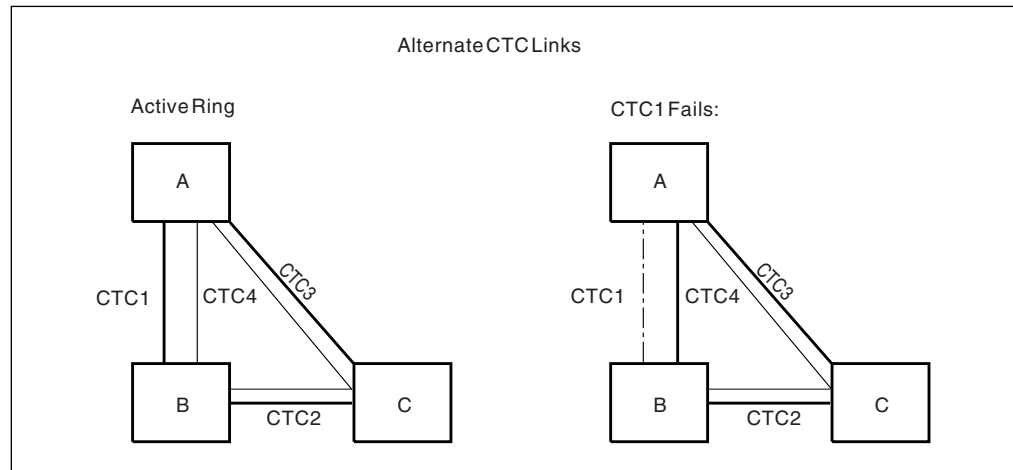 Alternate CTC Links
Active Ring
CTC1 Fails:
A
A
CTC1
CTC4
CTC3
CTC1
CTC4
CTC3
B
CTC2
C
B
CTC2
C